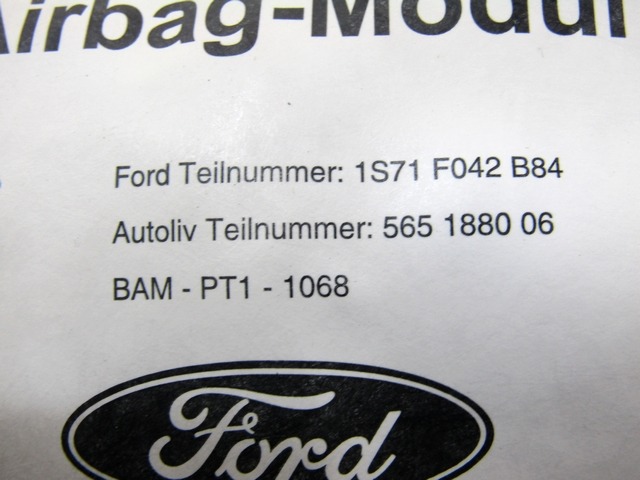 Airbag-Modul
Ford Teilnummer: 1S71 F042 B84
Autoliv Teilnummer: 565 1880 06
BAM - PT1 - 1068
Ford